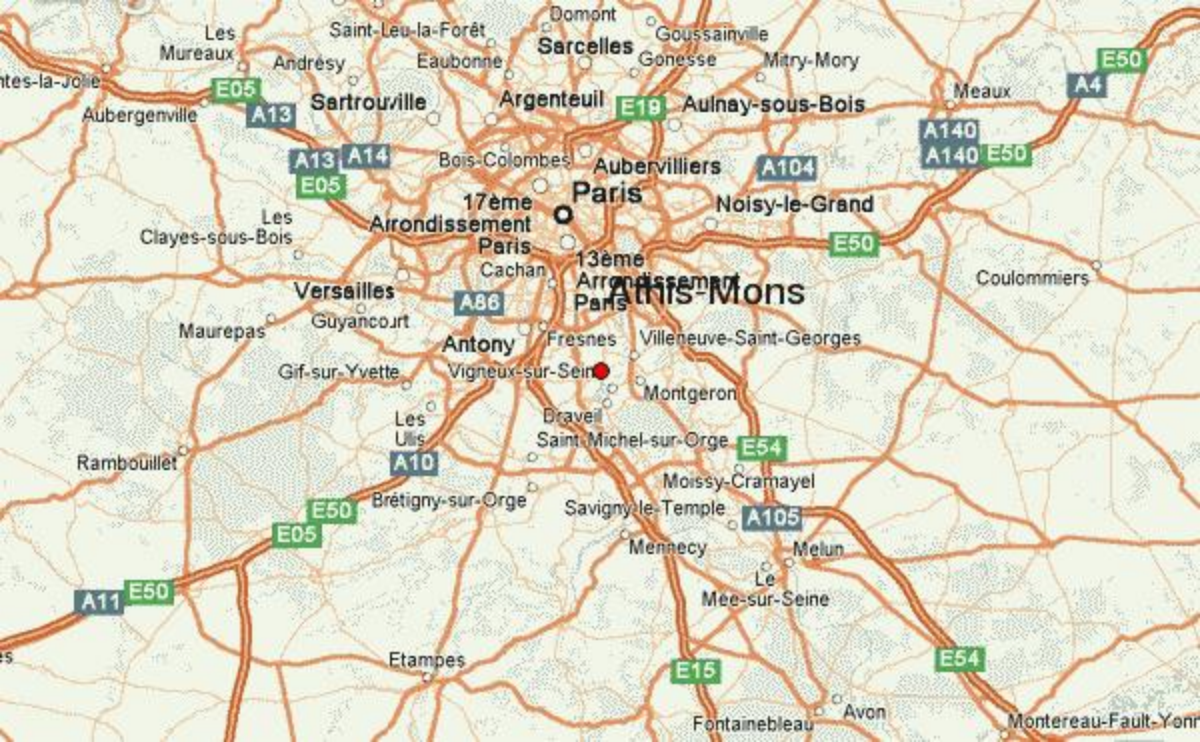 Domont
Les
Mureaux
Saint-Leu-la-Forêt
Goussainville
Sarcelles
Eaubonne
Gonesse
Mitry-Mory
Andrésy
ntes-la-Jolie
E05
E50
A4
Meaux
Sartrouville
Argenteuil
E19
Aulnay-sous-Bois
Aubergenville
A13
A140
A13
A14
Bois-Colombes
Aubervilliers
A104
A140
E50
E05
17ème
Arrondissement
Paris
Paris
Noisy-le-Grand
Les
Clayes-sous-Bois
E50
13ème
Arrondissement
Paris
Cachan
Coulommiers
Versailles
A86
Athis-Mons
Maurepas
Guyancourt
Antony
Fresnes
Villeneuve-Saint-Georges
Gif-sur-Yvette
Vigneux-sur-Sein
Montgeron
Les
Ulis
Draveil
Saint-Michel-sur-Orge
E54
Rambouillet
A10
Moissy-Cramayel
Brétigny-sur-Orge
Savigny-le-Temple
A105
E50
E05
Mennecy
Melun
A11
E50
Le
Mée-sur-Seine
es
Etampes
E15
E54
Avon
Fontainebleau
Montereau-Fault-Yonn